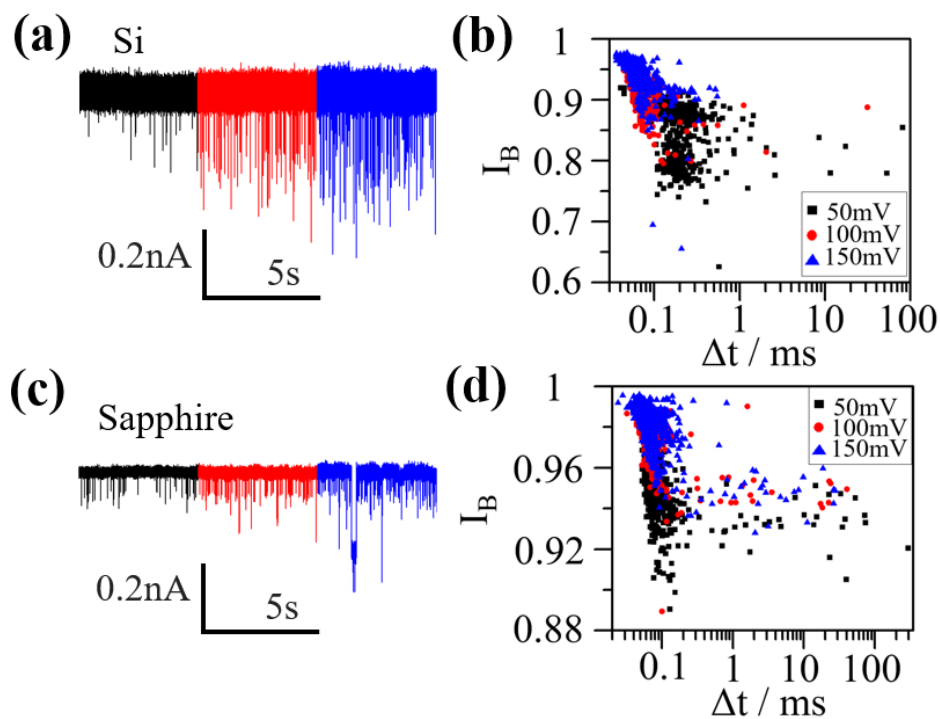 (a)
Si
0.2nA
5s
(b)
1
0.9
0.8
0.7
0.6
I_B
50mV
100mV
150mV
0.1 1 10 100
Δt / ms
(c)
Sapphire
0.2nA
5s
(d)
1
0.96
0.92
0.88
I_B
50mV
100mV
150mV
0.1 1 10 100
Δt / ms